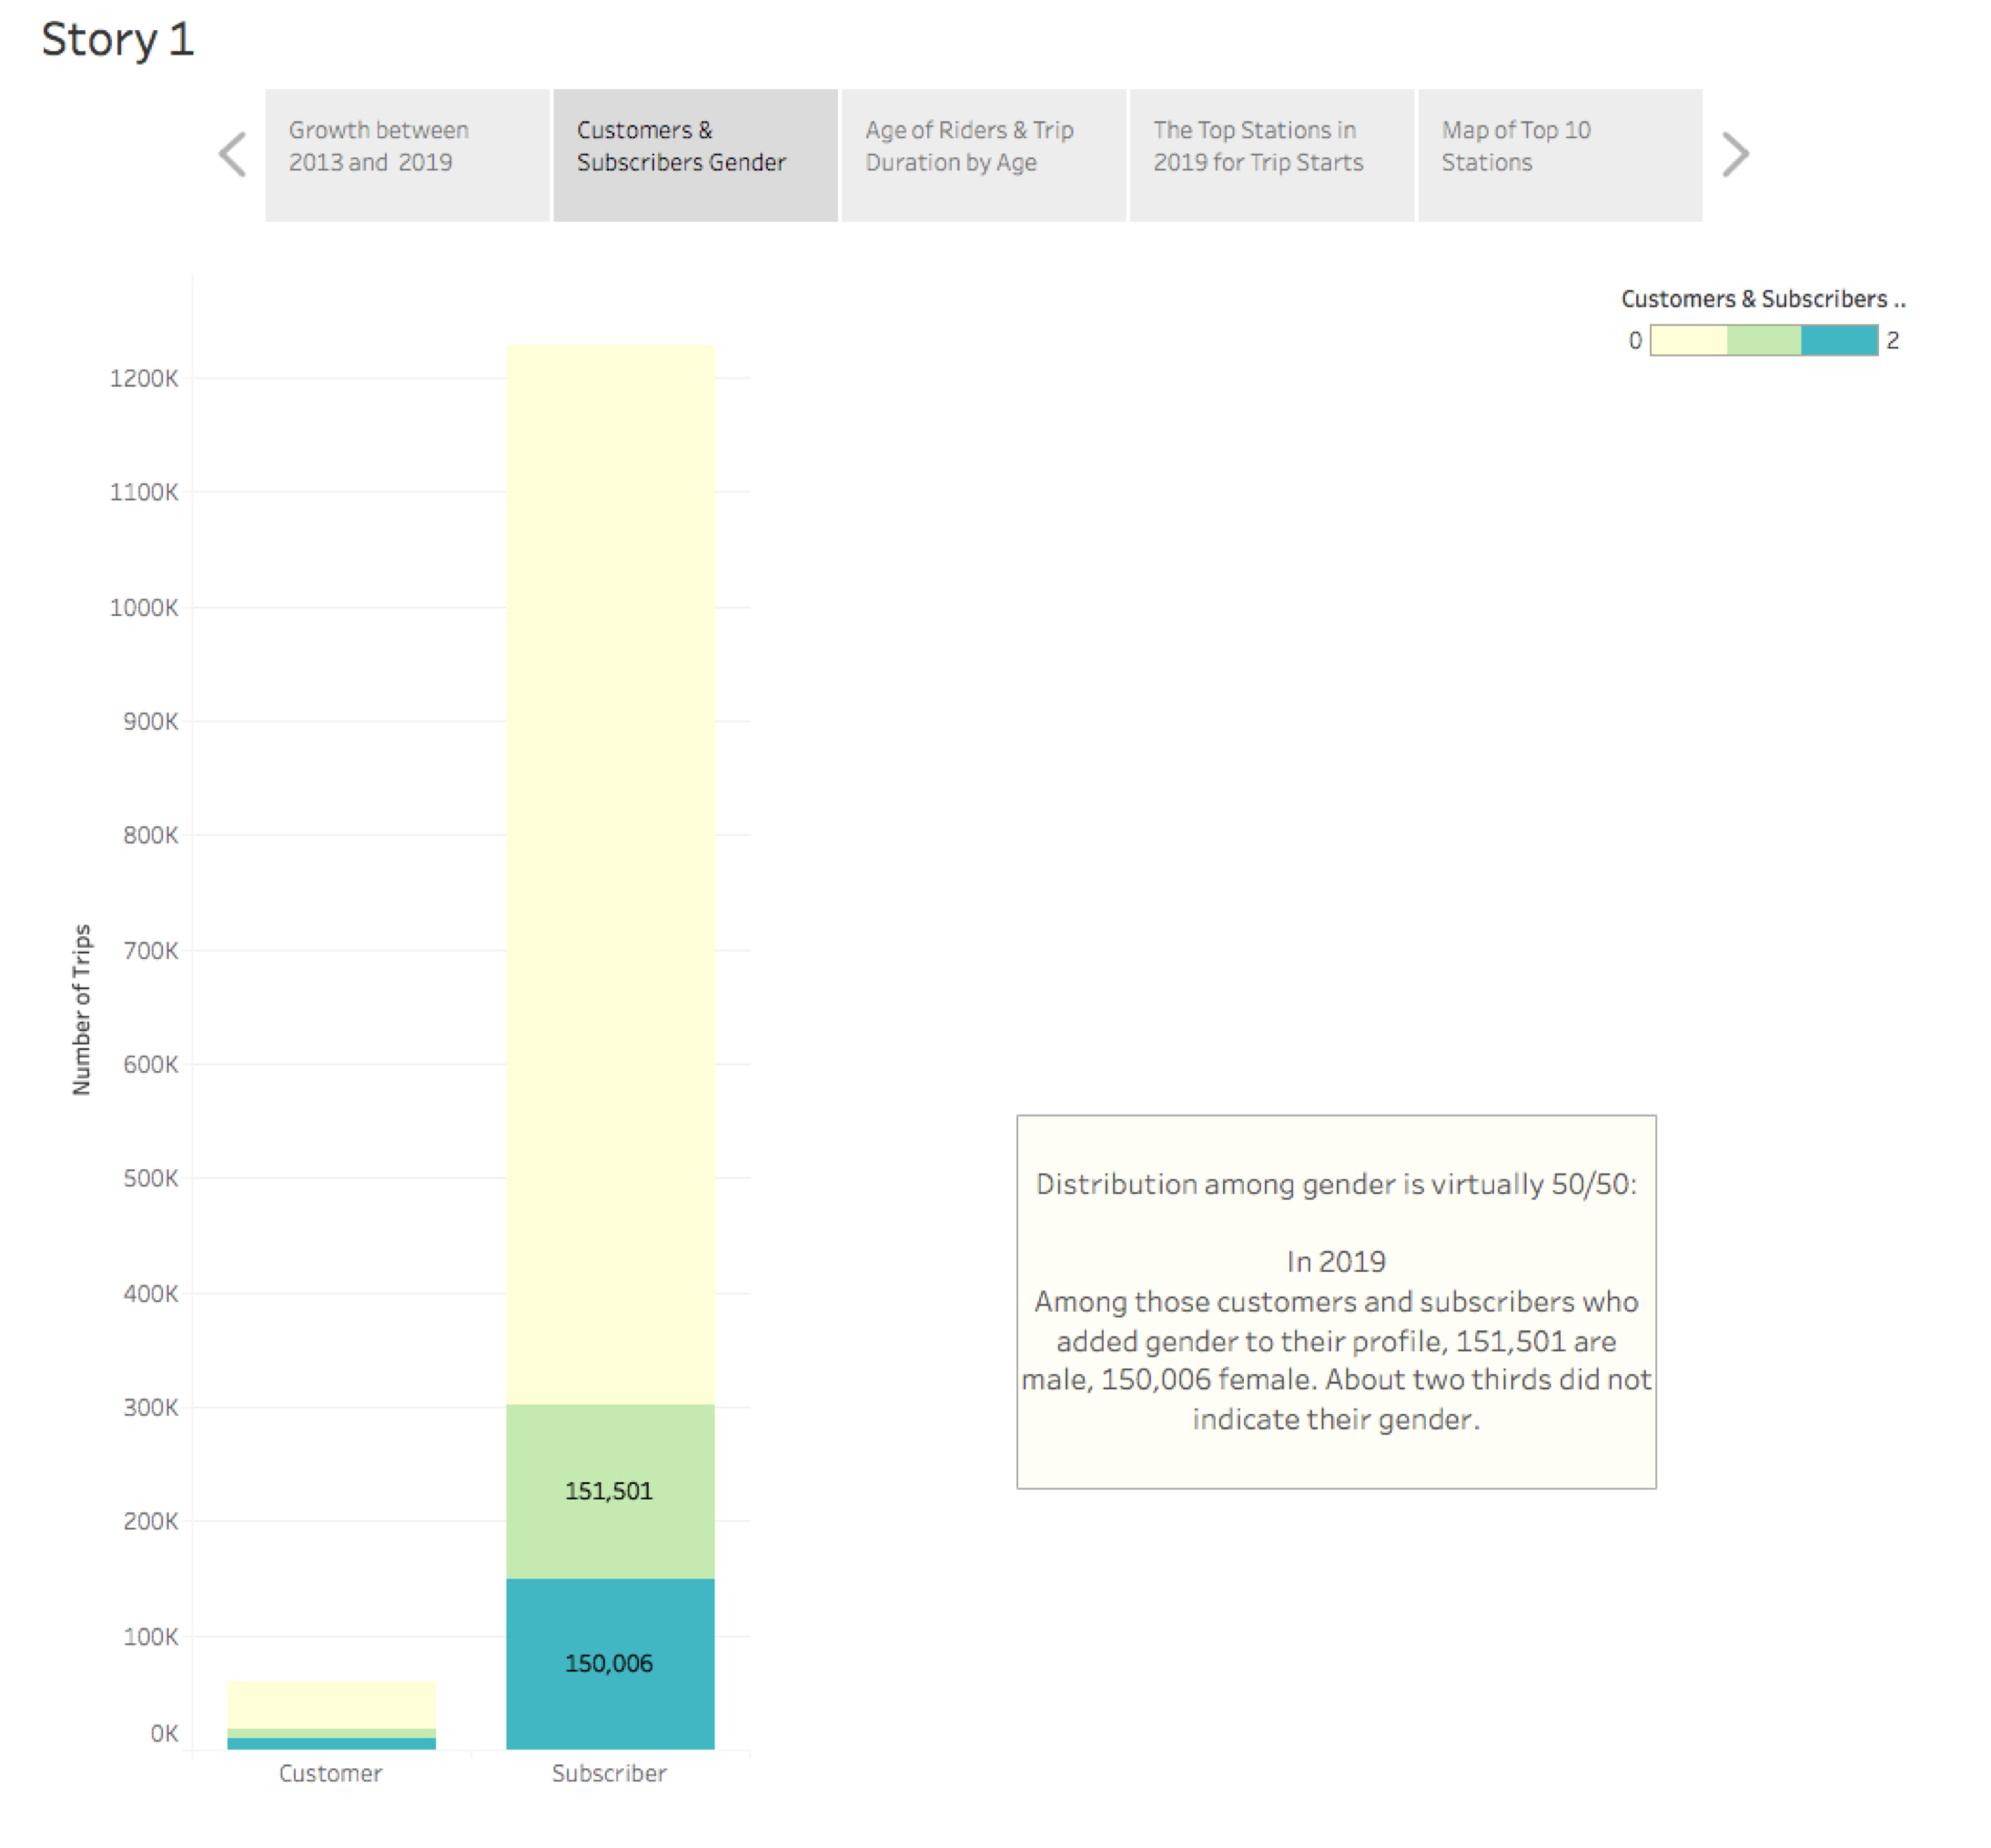 Story 1
Growth between
2013 and 2019
Customers &
Subscribers Gender
Age of Riders & Trip
Duration by Age
The Top Stations in
2019 for Trip Starts
Map of Top 10
Stations
Customers & Subscribers ..
0 2
1200K
1100K
1000K
900K
800K
700K
600K
500K
400K
300K
200K
100K
0K
Number of Trips
151,501
150,006
Customer
Subscriber
Distribution among gender is virtually 50/50:
In 2019
Among those customers and subscribers who
added gender to their profile, 151,501 are
male, 150,006 female. About two thirds did not
indicate their gender.